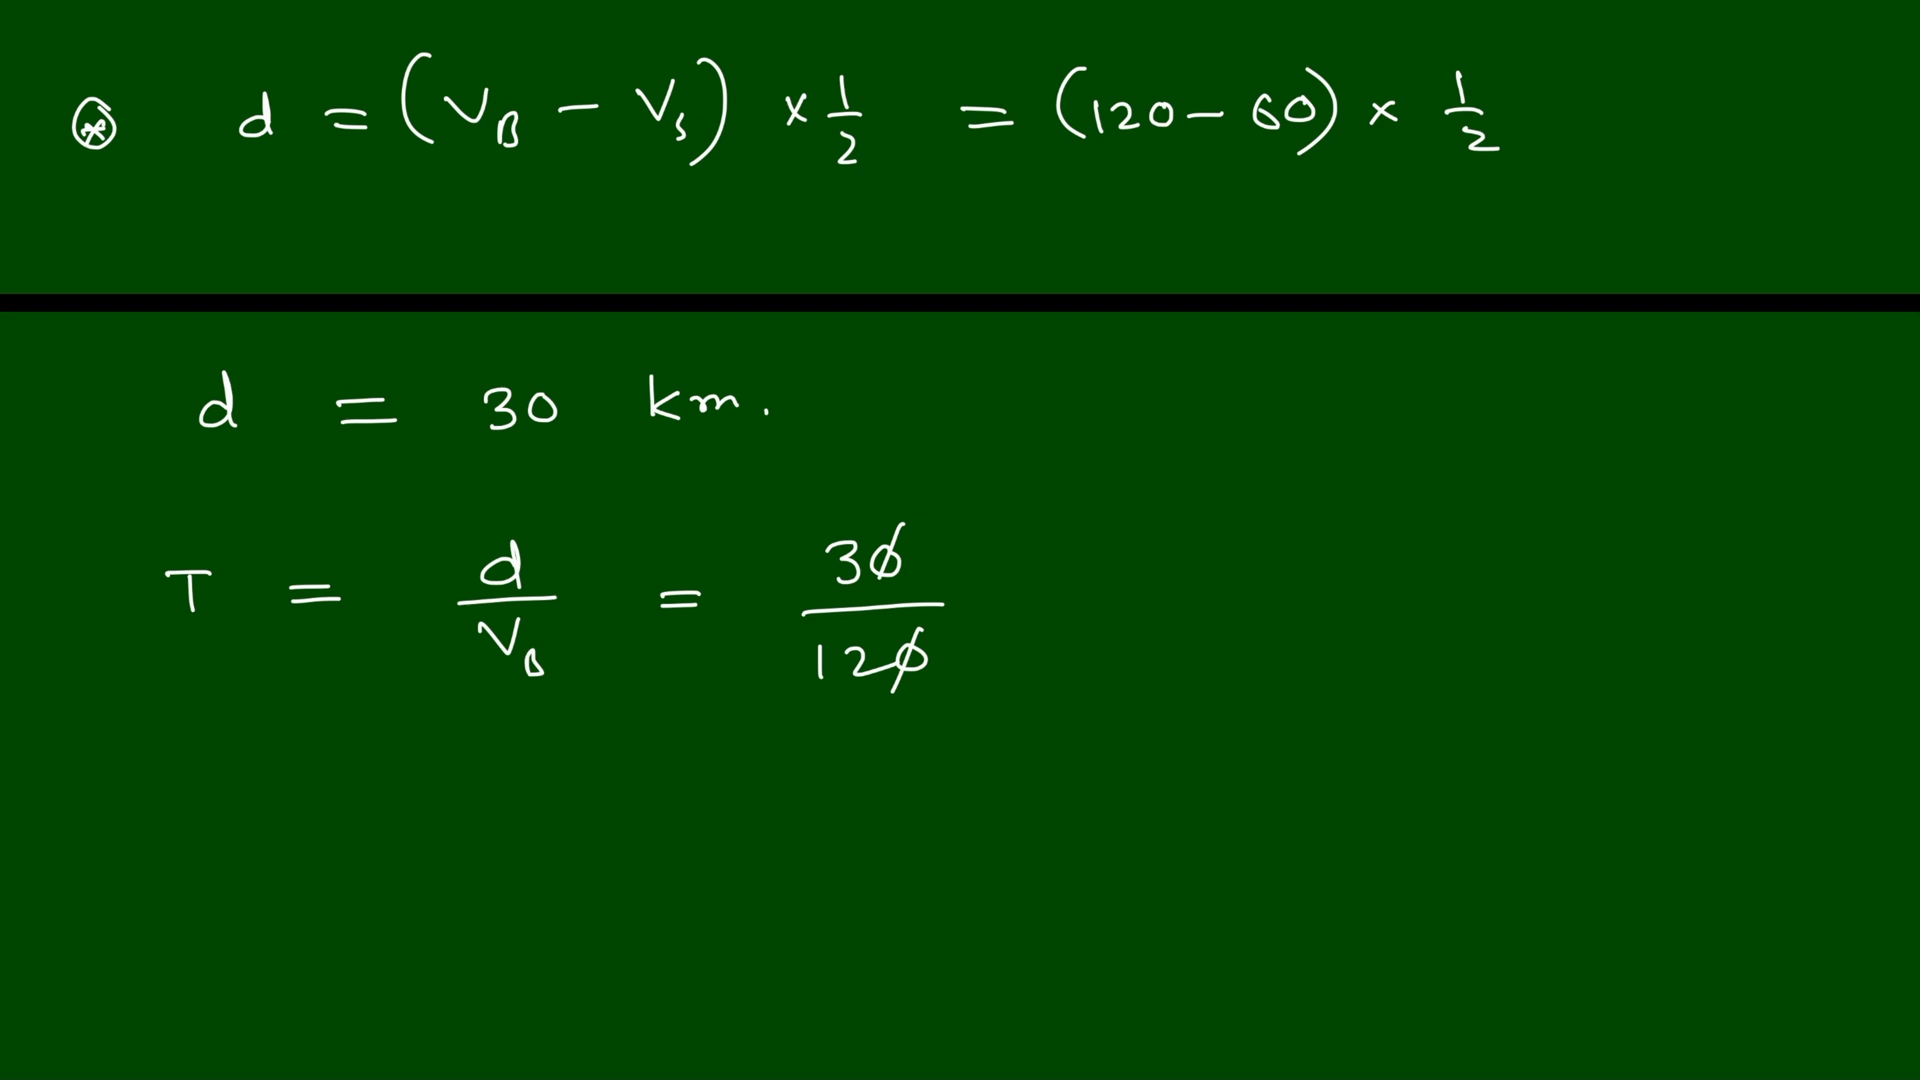 ⊛ d = (V_B - V_s) × 1/2 = (120 - 60) × 1/2
d = 30 km.
T = d/V_B = 30/120